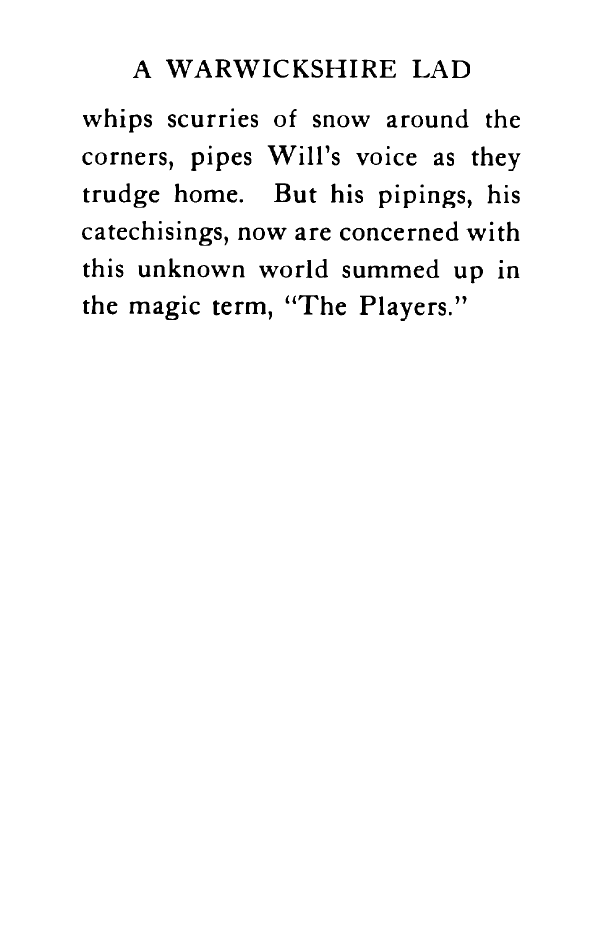 A WARWICKSHIRE LAD
whips scurries of snow around the
corners, pipes Will's voice as they
trudge home. But his pipings, his
catechisings, now are concerned with
this unknown world summed up in
the magic term, “The Players.”